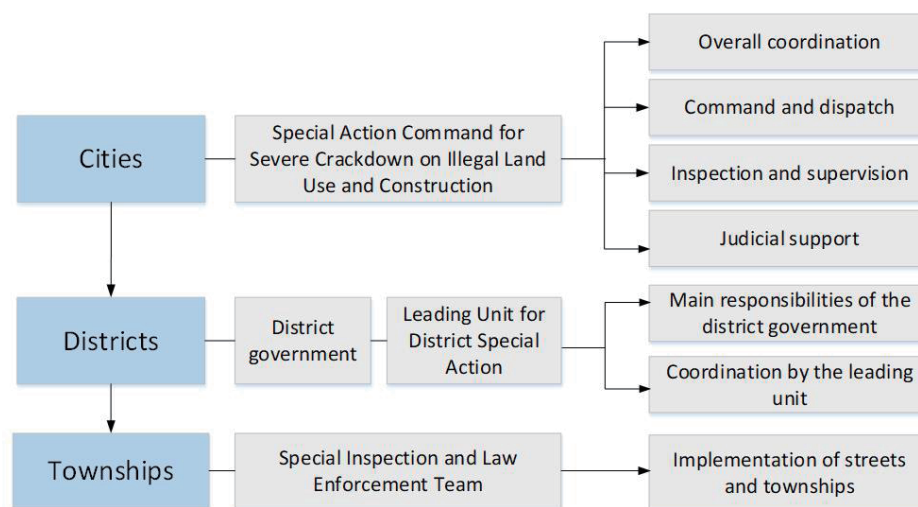 Cities
Special Action Command for
Severe Crackdown on Illegal Land
Use and Construction
Overall coordination
Command and dispatch
Inspection and supervision
Judicial support
Districts
District
government
Leading Unit for
District Special
Action
Main responsibilities of the
district government
Coordination by the leading
unit
Townships
Special Inspection and Law
Enforcement Team
Implementation of streets
and townships